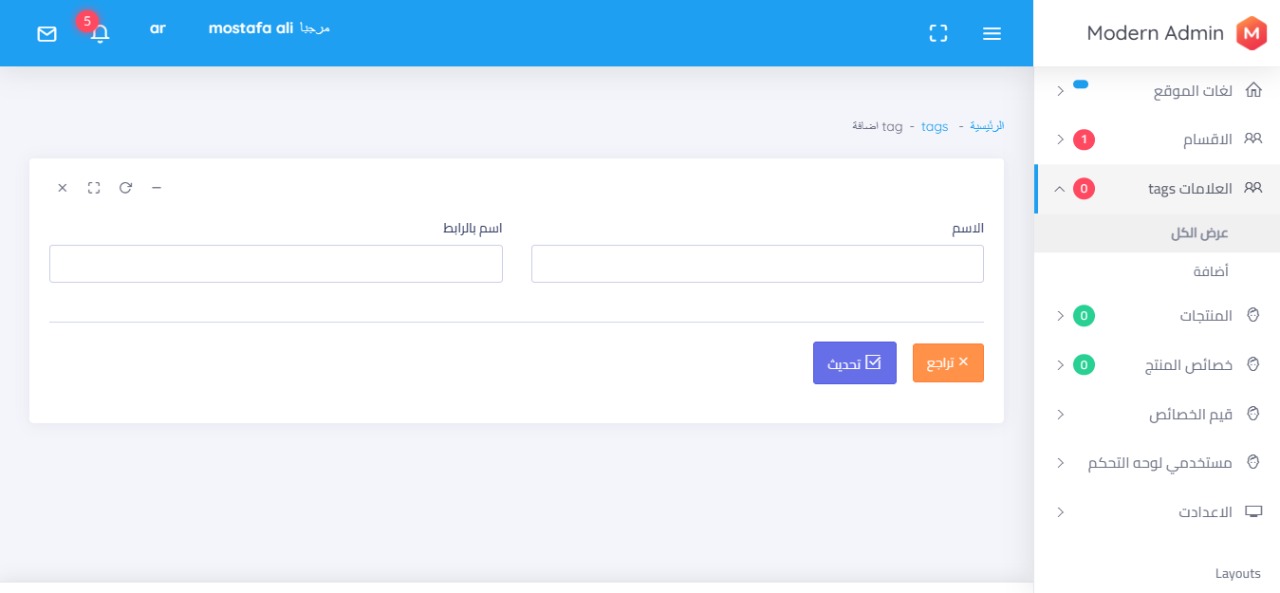 Modern Admin
مرحبا mostafa ali
ar
5
لغات الموقع
الاقسام 1
العلامات tags 0
عرض الكل
أضافة
المنتجات 0
خصائص المنتج 0
قيم الخصائص
مستخدمي لوحه التحكم
الاعدادت
Layouts
الرئيسية - tags - اضافة tag
الاسم
اسم بالرابط
تراجع
تحديث